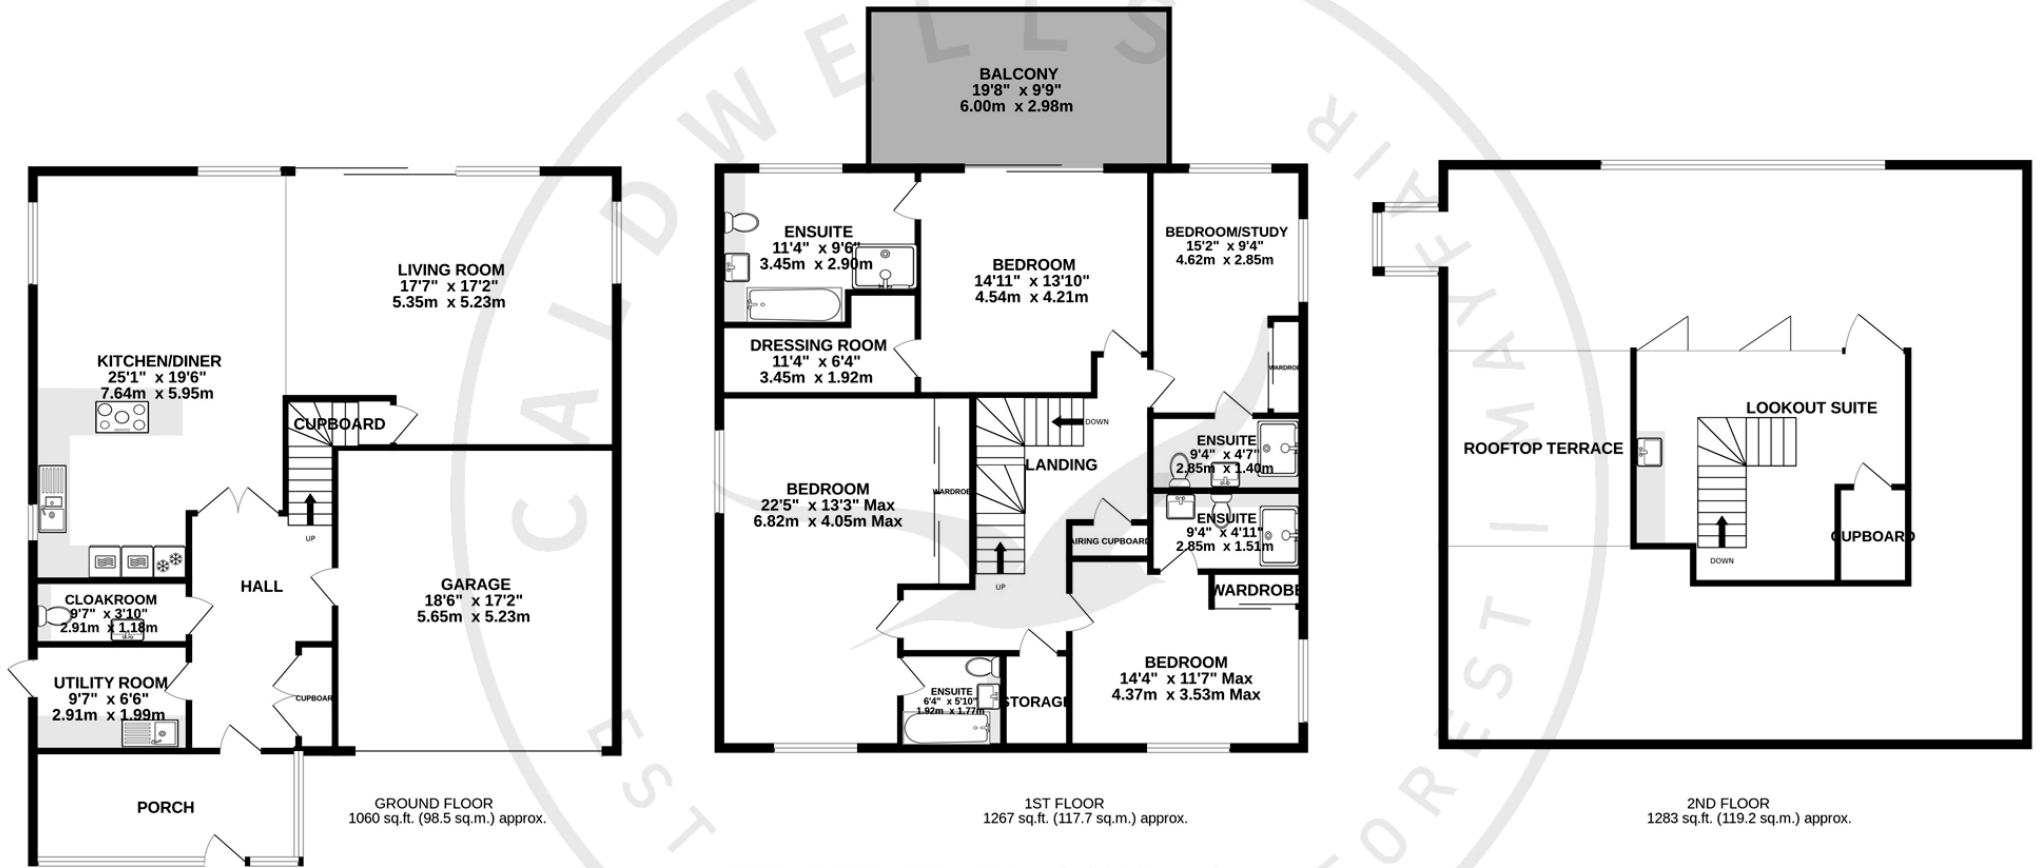 KITCHEN/DINER
25'1" x 19'6"
7.64m x 5.95m
LIVING ROOM
17'7" x 17'2"
5.35m x 5.23m
CUPBOARD
UP
HALL
GARAGE
18'6" x 17'2"
5.65m x 5.23m
CLOAKROOM
9'7" x 3'10"
2.91m x 1.18m
UTILITY ROOM
9'7" x 6'6"
2.91m x 1.99m
CUPBOARD
PORCH
GROUND FLOOR
1060 sq.ft. (98.5 sq.m.) approx.
BALCONY
19'8" x 9'9"
6.00m x 2.98m
ENSUITE
11'4" x 9'6"
3.45m x 2.90m
BEDROOM
14'11" x 13'10"
4.54m x 4.21m
BEDROOM/STUDY
15'2" x 9'4"
4.62m x 2.85m
DRESSING ROOM
11'4" x 6'4"
3.45m x 1.92m
WARDROBE
DOWN
LANDING
ENSUITE
9'4" x 4'7"
2.85m x 1.40m
BEDROOM
22'5" x 13'3" Max
6.82m x 4.05m Max
WARDROBE
AIRING CUPBOARD
ENSUITE
9'4" x 4'11"
2.85m x 1.51m
UP
WARDROBE
BEDROOM
14'4" x 11'7" Max
4.37m x 3.53m Max
ENSUITE
6'4" x 5'10"
1.92m x 1.77m
STORAGE
1ST FLOOR
1267 sq.ft. (117.7 sq.m.) approx.
LOOKOUT SUITE
ROOFTOP TERRACE
CUPBOARD
DOWN
2ND FLOOR
1283 sq.ft. (119.2 sq.m.) approx.
CALDWELLS
MAYFAIR
EST
FOREST